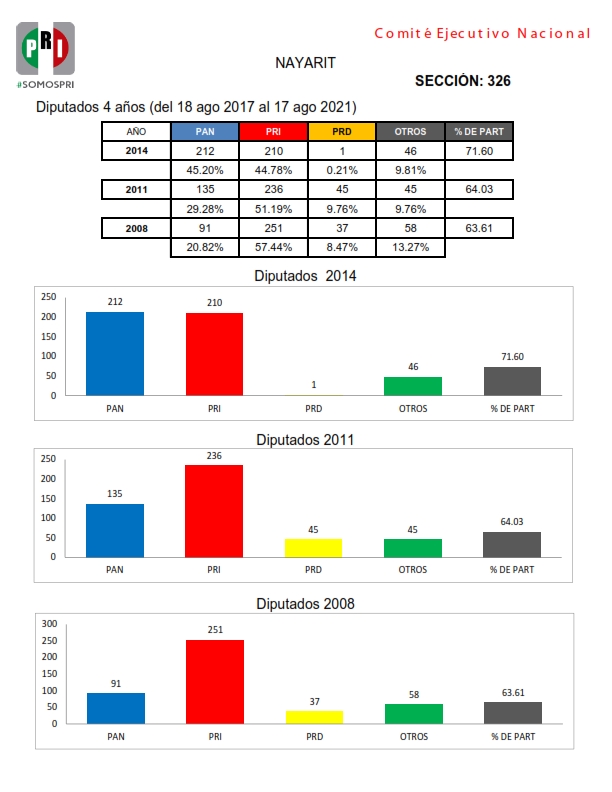 Comité Ejecutivo Nacional
PRI
#SOMOSPRI
NAYARIT
SECCIÓN: 326
Diputados 4 años (del 18 ago 2017 al 17 ago 2021)
AÑO PAN PRI PRD OTROS % DE PART
2014 212 210 1 46 71.60
45.20% 44.78% 0.21% 9.81%
2011 135 236 45 45 64.03
29.28% 51.19% 9.76% 9.76%
2008 91 251 37 58 63.61
20.82% 57.44% 8.47% 13.27%
Diputados 2014
250
200
150
100
50
0
212 210 1 46 71.60
PAN PRI PRD OTROS % DE PART
Diputados 2011
250
200
150
100
50
0
135 236 45 45 64.03
PAN PRI PRD OTROS % DE PART
Diputados 2008
300
250
200
150
100
50
0
91 251 37 58 63.61
PAN PRI PRD OTROS % DE PART